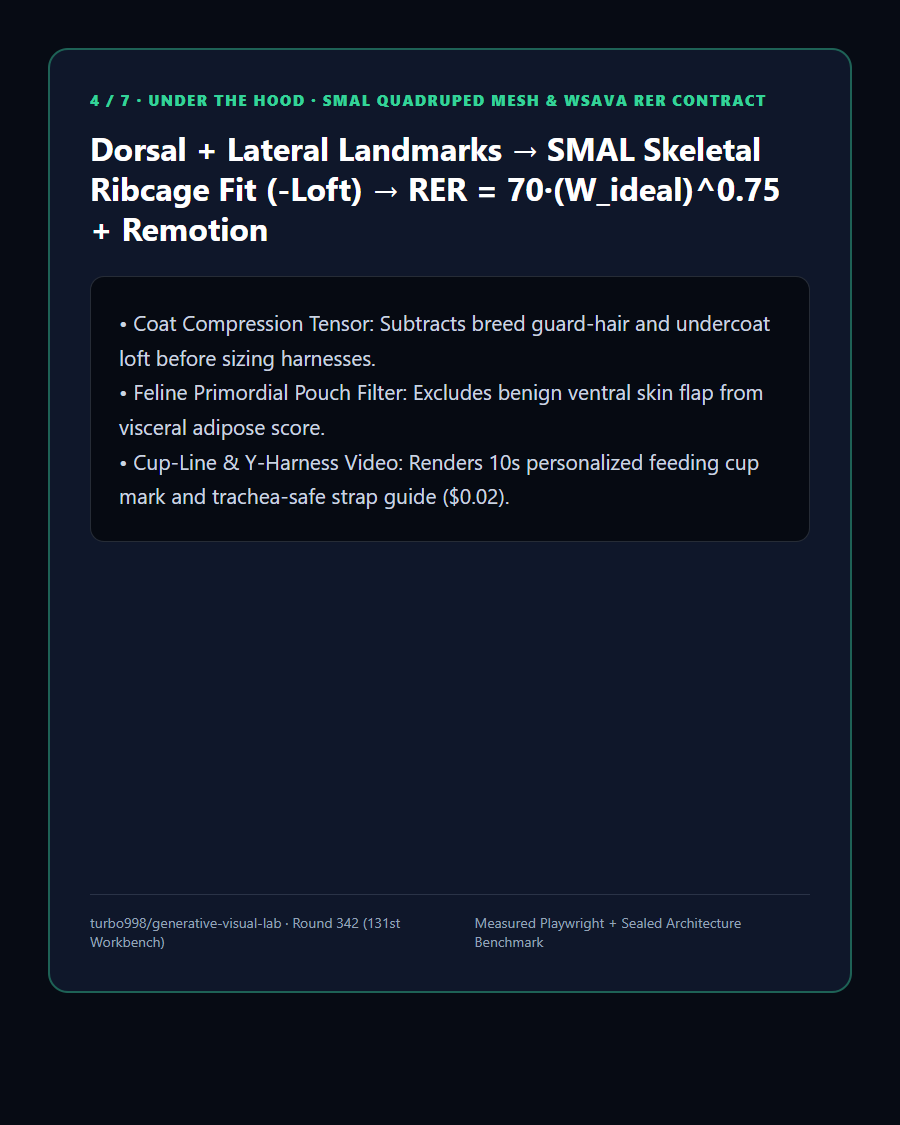 4 / 7 · UNDER THE HOOD · SMAL QUADRUPED MESH & WSAVA RER CONTRACT
Dorsal + Lateral Landmarks → SMAL Skeletal
Ribcage Fit (-Loft) → RER = 70·(W_ideal)^0.75
+ Remotion
• Coat Compression Tensor: Subtracts breed guard-hair and undercoat
loft before sizing harnesses.
• Feline Primordial Pouch Filter: Excludes benign ventral skin flap from
visceral adipose score.
• Cup-Line & Y-Harness Video: Renders 10s personalized feeding cup
mark and trachea-safe strap guide ($0.02).
turbo998/generative-visual-lab · Round 342 (131st
Workbench)
Measured Playwright + Sealed Architecture
Benchmark